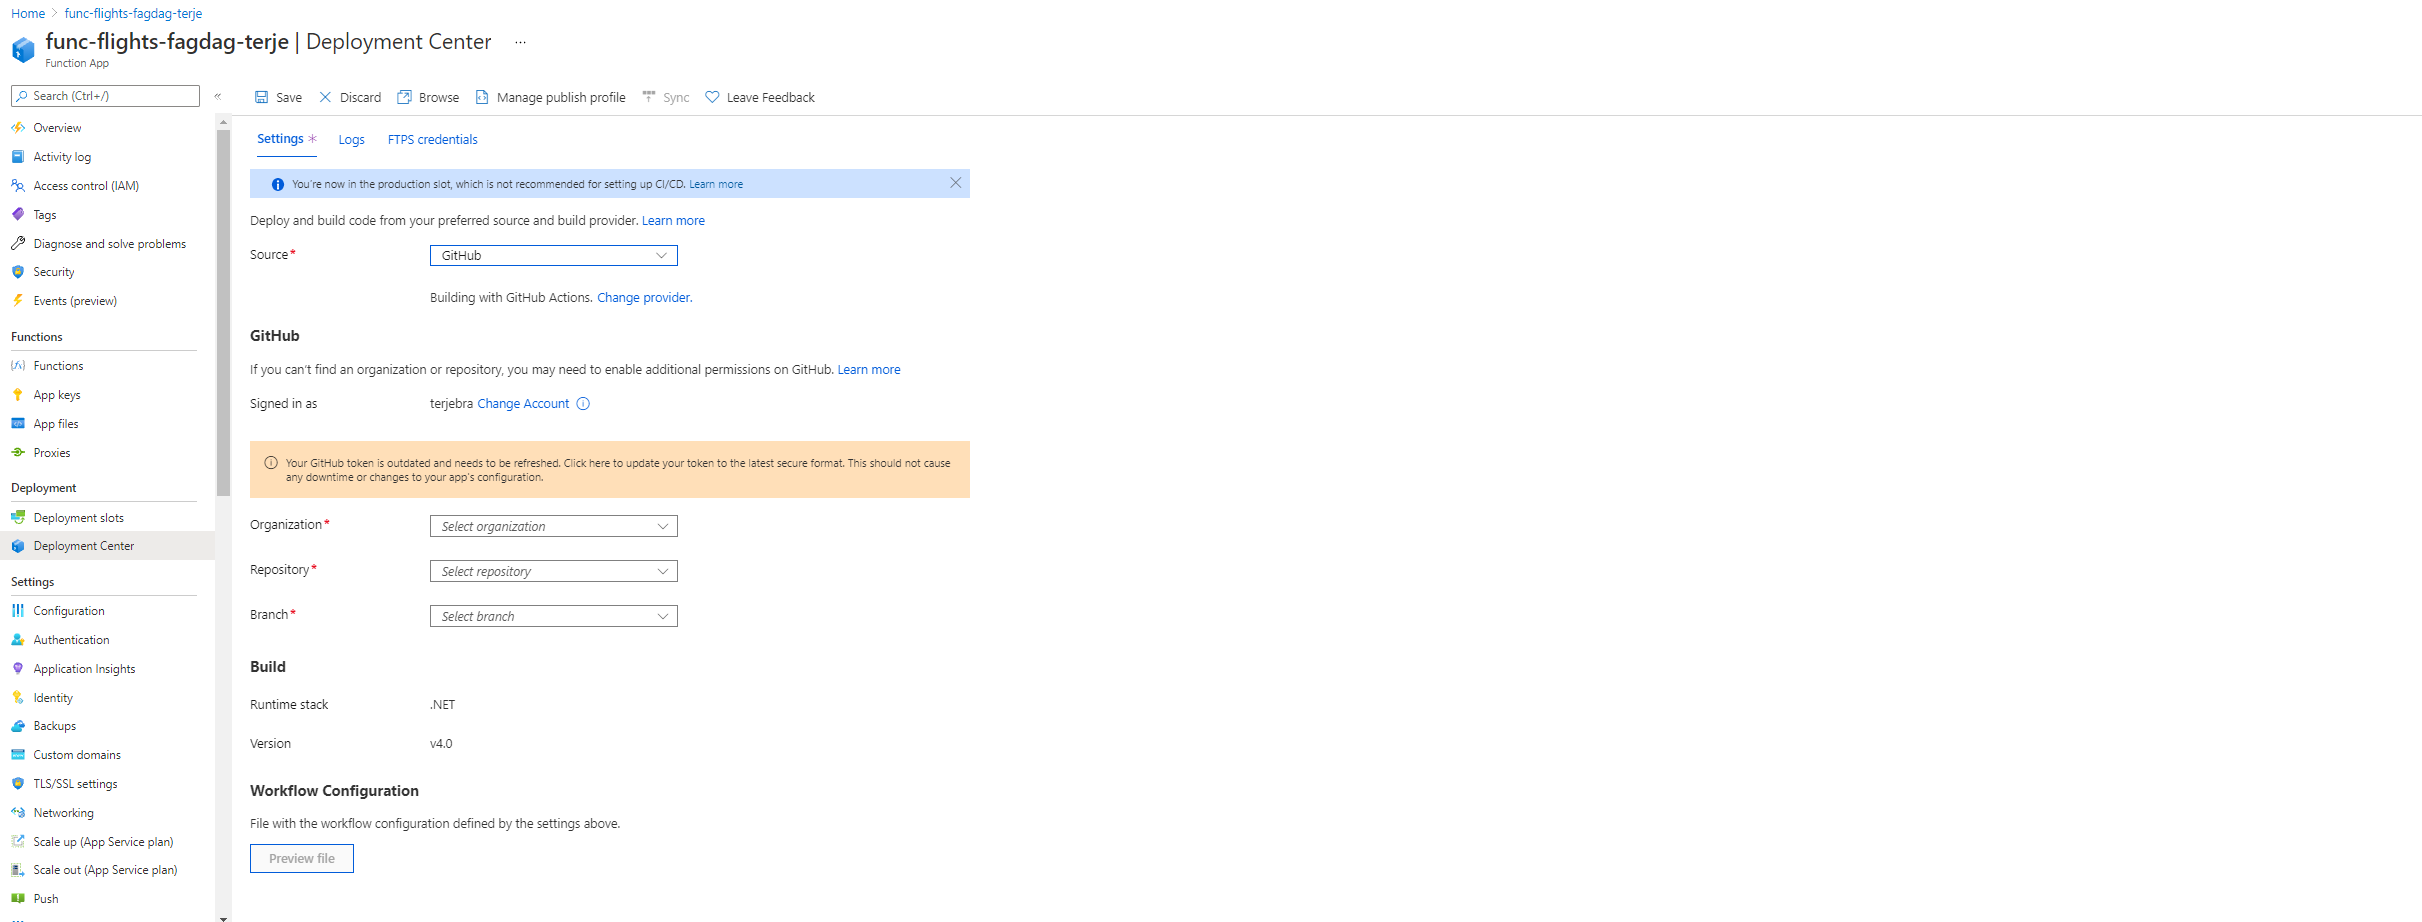 Home > func-flights-fagdag-terje
func-flights-fagdag-terje | Deployment Center ...
Function App
Search (Ctrl+/)
«
Overview
Activity log
Access control (IAM)
Tags
Diagnose and solve problems
Security
Events (preview)
Functions
Functions
App keys
App files
Proxies
Deployment
Deployment slots
Deployment Center
Settings
Configuration
Authentication
Application Insights
Identity
Backups
Custom domains
TLS/SSL settings
Networking
Scale up (App Service plan)
Scale out (App Service plan)
Push
Save Discard Browse Manage publish profile Sync Leave Feedback
Settings * Logs FTPS credentials
You're now in the production slot, which is not recommended for setting up CI/CD. Learn more
Deploy and build code from your preferred source and build provider. Learn more
Source* GitHub
Building with GitHub Actions. Change provider.
GitHub
If you can't find an organization or repository, you may need to enable additional permissions on GitHub. Learn more
Signed in as terjebra Change Account
Your GitHub token is outdated and needs to be refreshed. Click here to update your token to the latest secure format. This should not cause
any downtime or changes to your app's configuration.
Organization* Select organization
Repository* Select repository
Branch* Select branch
Build
Runtime stack .NET
Version v4.0
Workflow Configuration
File with the workflow configuration defined by the settings above.
Preview file